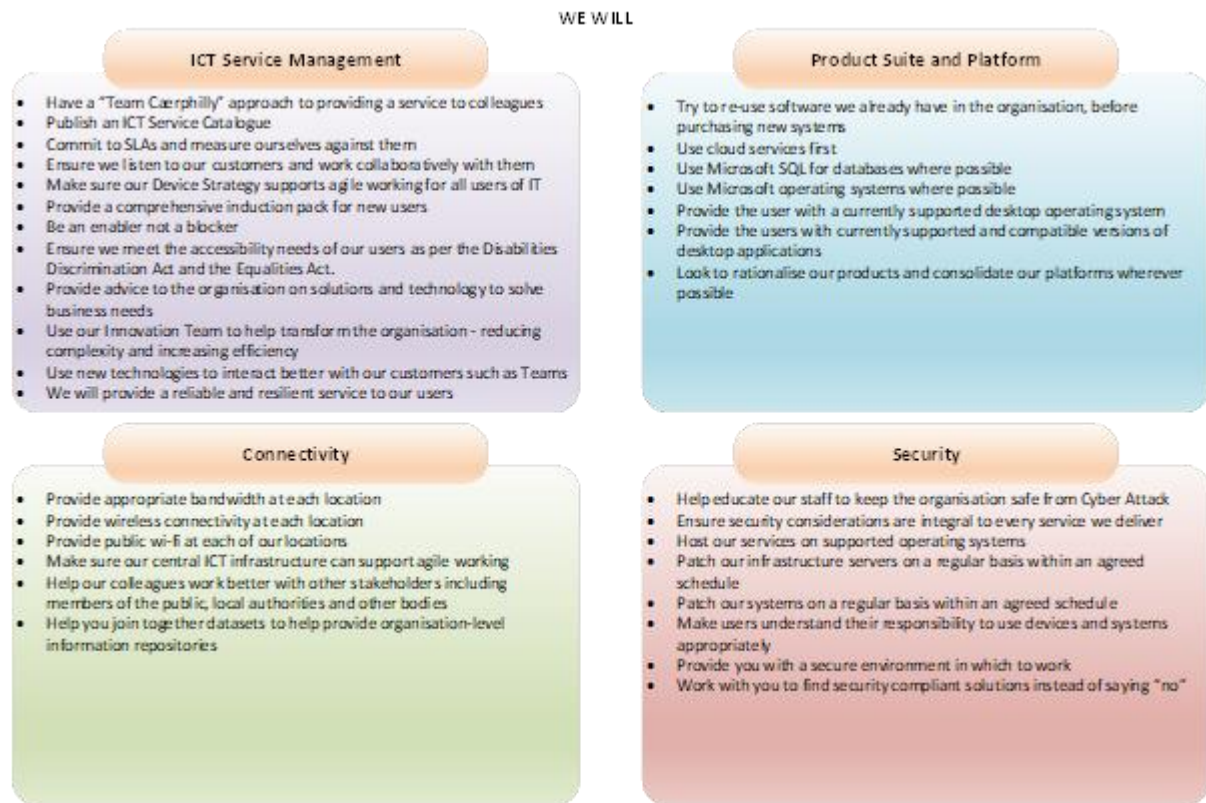 WE WILL
ICT Service Management
• Have a “Team Caerphilly” approach to providing a service to colleagues
• Publish an ICT Service Catalogue
• Commit to SLAs and measure ourselves against them
• Ensure we listen to our customers and work collaboratively with them
• Make sure our Device Strategy supports agile working for all users of IT
• Provide a comprehensive induction pack for new users
• Be an enabler not a blocker
• Ensure we meet the accessibility needs of our users as per the Disabilities
Discrimination Act and the Equalities Act.
• Provide advice to the organisation on solutions and technology to solve
business needs
• Use our Innovation Team to help transform the organisation - reducing
complexity and increasing efficiency
• Use new technologies to interact better with our customers such as Teams
• We will provide a reliable and resilient service to our users
Product Suite and Platform
• Try to re-use software we already have in the organisation, before
purchasing new systems
• Use cloud services first
• Use Microsoft SQL for databases where possible
• Use Microsoft operating systems where possible
• Provide the user with a currently supported desktop operating system
• Provide the users with currently supported and compatible versions of
desktop applications
• Look to rationalise our products and consolidate our platforms wherever
possible
Connectivity
• Provide appropriate bandwidth at each location
• Provide wireless connectivity at each location
• Provide public wi-fi at each of our locations
• Make sure our central ICT infrastructure can support agile working
• Help our colleagues work better with other stakeholders including
members of the public, local authorities and other bodies
• Help you join together datasets to help provide organisation-level
information repositories
Security
• Help educate our staff to keep the organisation safe from Cyber Attack
• Ensure security considerations are integral to every service we deliver
• Host our services on supported operating systems
• Patch our infrastructure servers on a regular basis within an agreed
schedule
• Patch our systems on a regular basis within an agreed schedule
• Make users understand their responsibility to use devices and systems
appropriately
• Provide you with a secure environment in which to work
• Work with you to find security compliant solutions instead of saying “no”